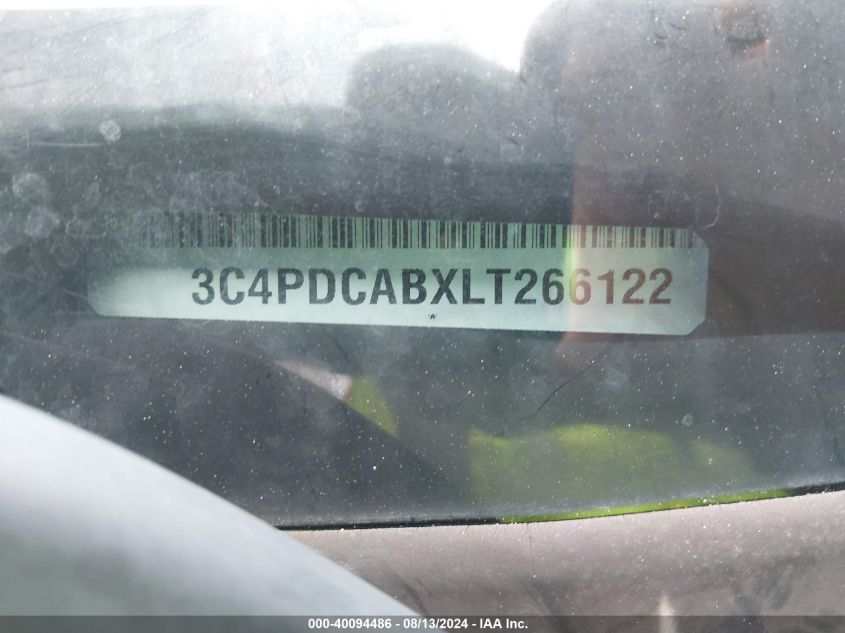 3C4PDCABXLT266122
000-40094486 - 08/13/2024 - IAA Inc.